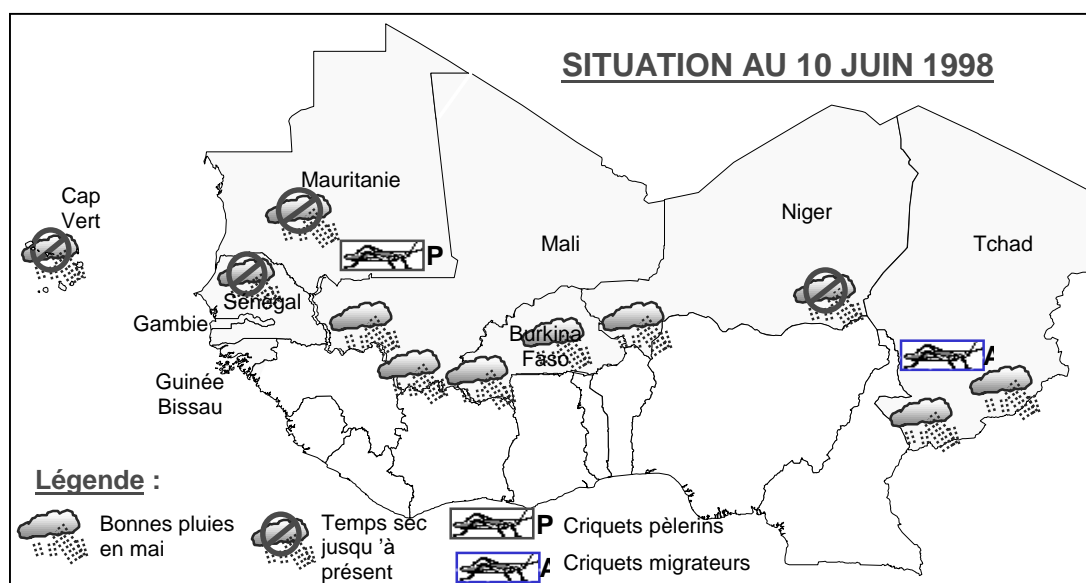 SITUATION AU 10 JUIN 1998
Cap
Vert
Mauritanie
P
Mali
Niger
Tchad
Sénégal
Gambie
Burkina
Faso
A
Guinée
Bissau
Légende :
Bonnes pluies
en mai
Temps sec
jusqu 'à
présent
P Criquets pèlerins
A Criquets migrateurs